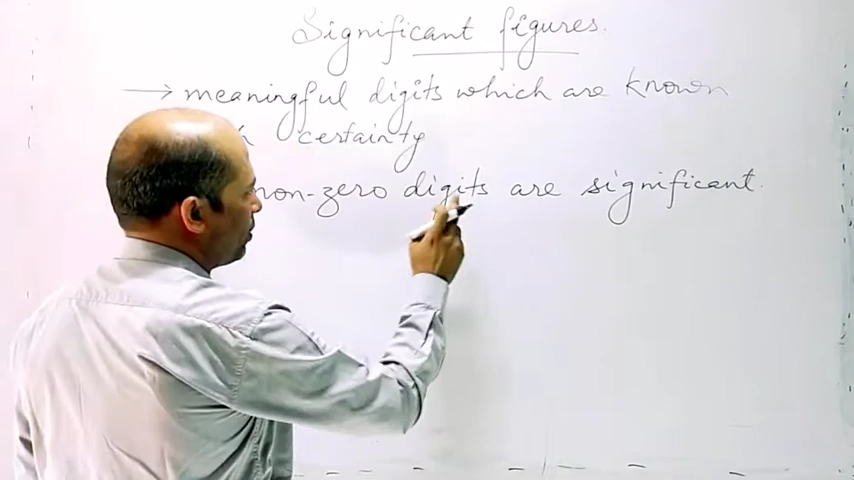 Significant figures.
→ meaningful digits which are known
certainty
non-zero digits are significant.